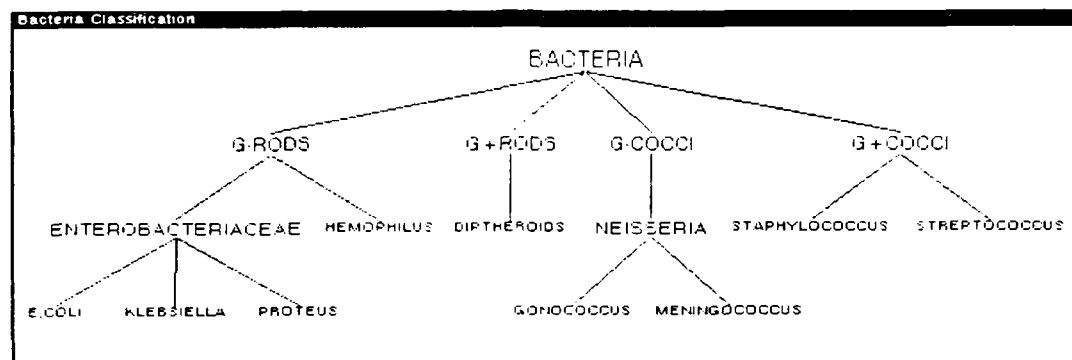 Bacteria Classification
BACTERIA
G-RODS G+RODS G-COCCI G+COCCI
ENTEROBACTERIACEAE HEMOPHILUS DIPTHEROIDS NEISSERIA STAPHYLOCOCCUS STREPTOCOCCUS
E.COLI KLEBSIELLA PROTEUS GONOCOCCUS MENINGOCOCCUS